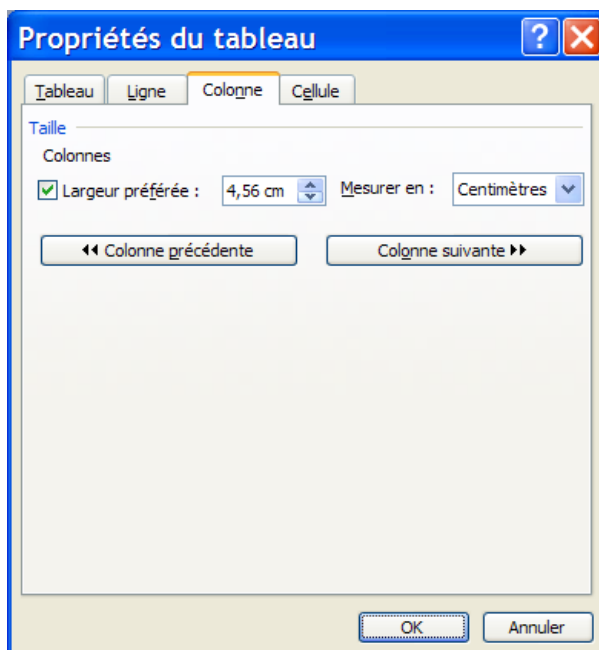 Propriétés du tableau ?
Tableau Ligne Colonne Cellule
Taille
Colonnes
Largeur préférée : 4,56 cm Mesurer en : Centimètres
Colonne précédente Colonne suivante
OK Annuler